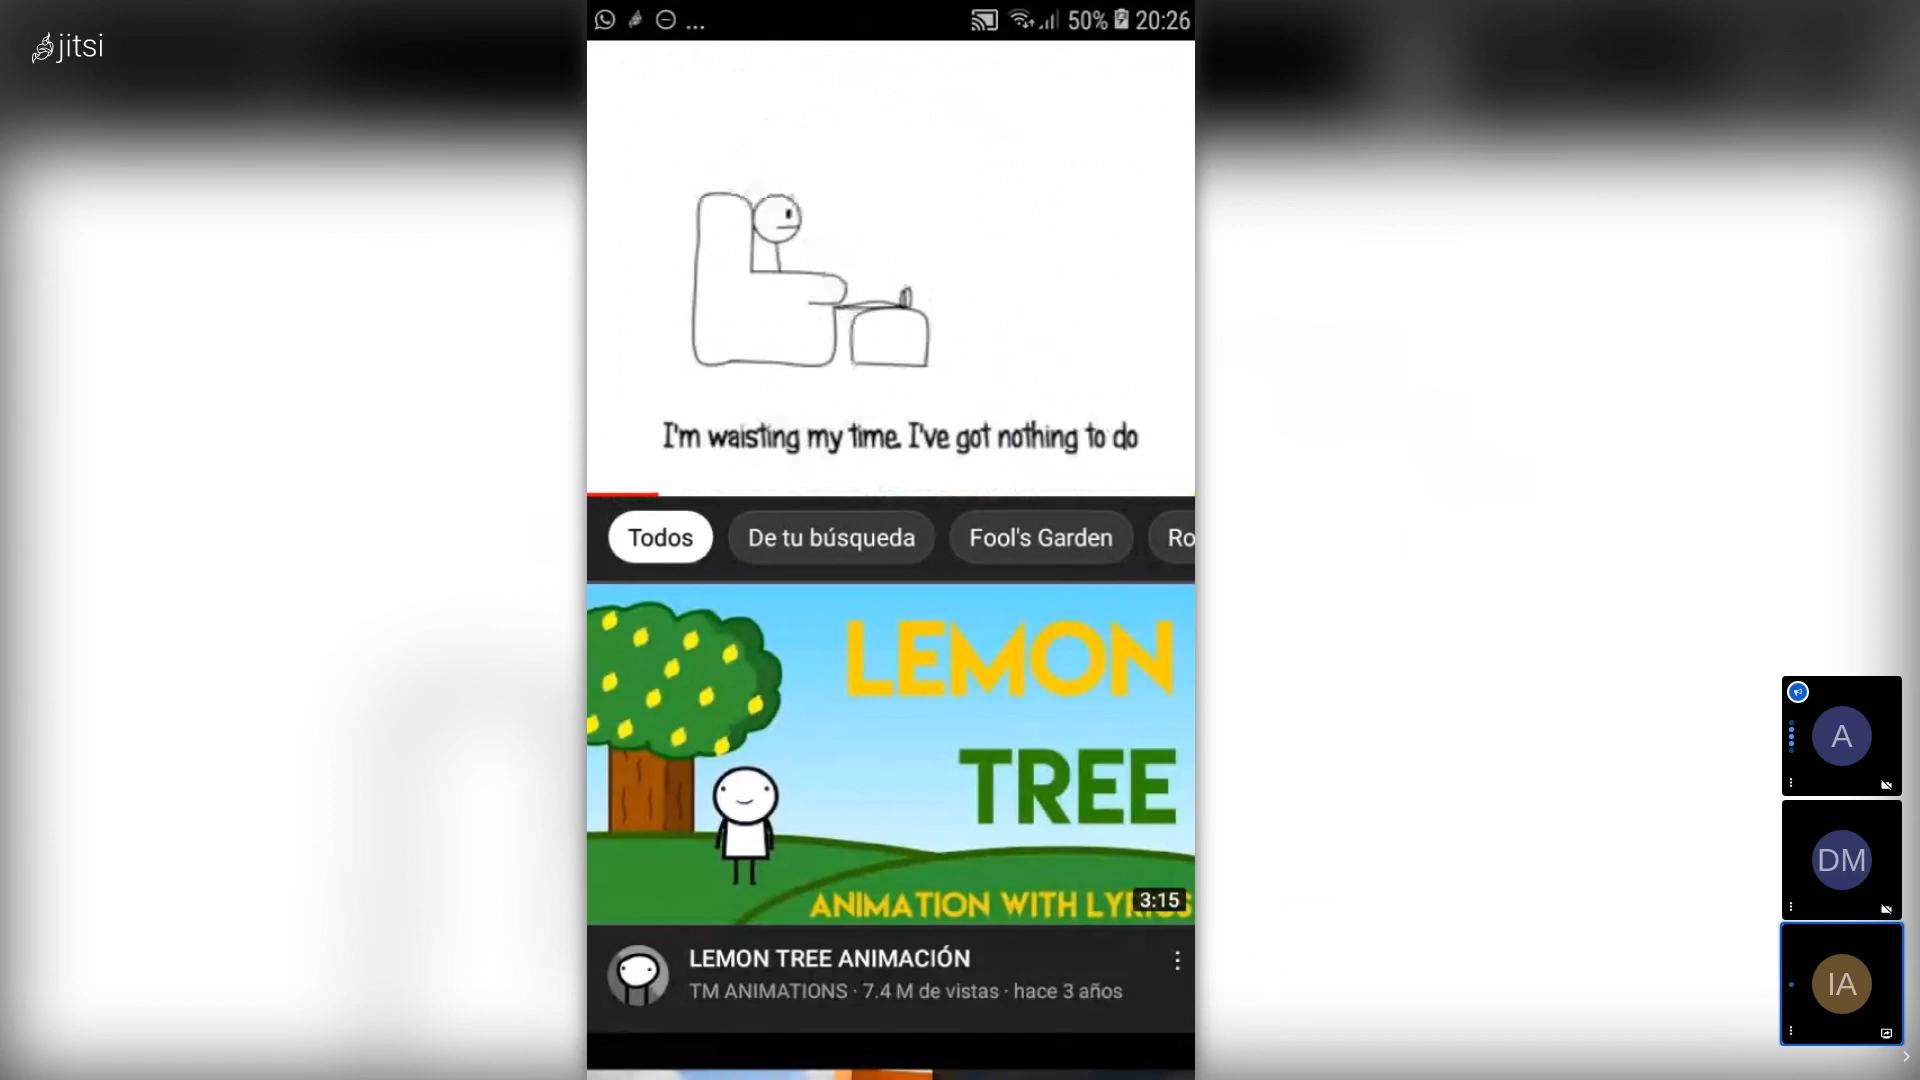 jitsi
... 50% 20:26
I'm waisting my time. I've got nothing to do
Todos De tu búsqueda Fool's Garden Ro
LEMON
TREE
ANIMATION WITH LYRICS
3:15
LEMON TREE ANIMACIÓN
TM ANIMATIONS · 7.4 M de vistas · hace 3 años
A
DM
IA